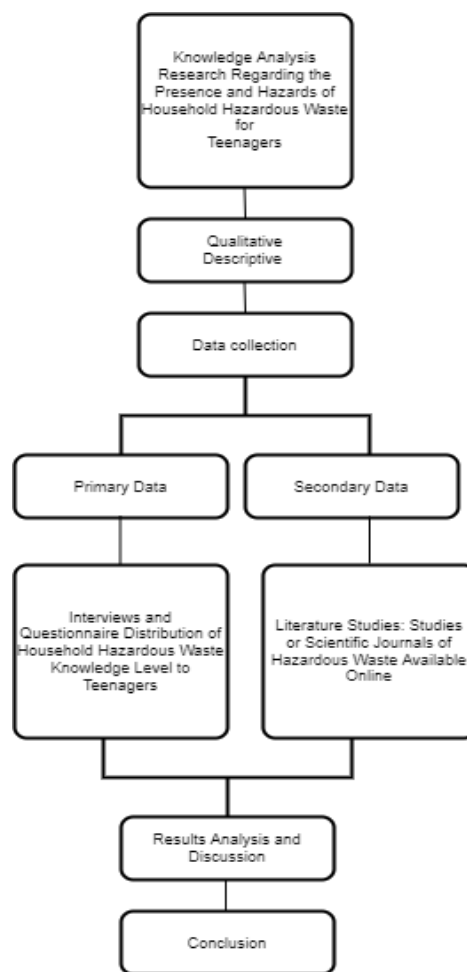 Knowledge Analysis
Research Regarding the
Presence and Hazards of
Household Hazardous Waste
for
Teenagers
Qualitative
Descriptive
Data collection
Primary Data
Secondary Data
Interviews and
Questionnaire Distribution of
Household Hazardous Waste
Knowledge Level to
Teenagers
Literature Studies: Studies
or Scientific Journals of
Hazardous Waste Available
Online
Results Analysis and
Discussion
Conclusion